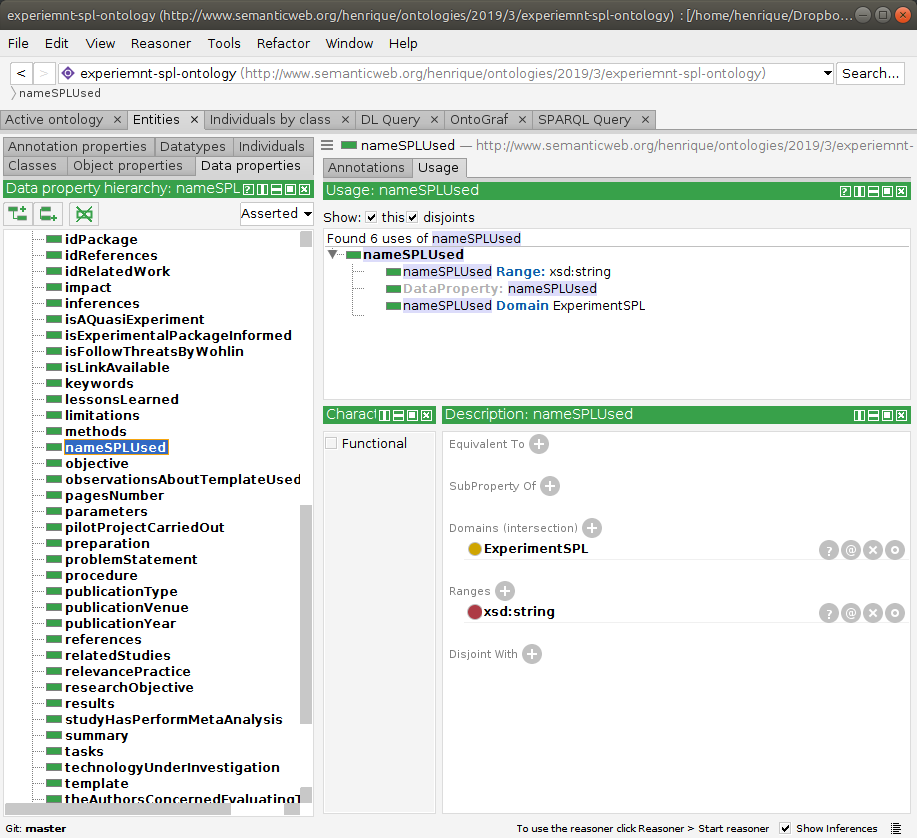 experiemnt-spl-ontology (http://www.semanticweb.org/henrique/ontologies/2019/3/experiemnt-spl-ontology) : [/home/henrique/Dropbo...
File Edit View Reasoner Tools Refactor Window Help
< > experiemnt-spl-ontology (http://www.semanticweb.org/henrique/ontologies/2019/3/experiemnt-spl-ontology) Search...
nameSPLUsed
Active ontology × Entities × Individuals by class × DL Query × OntoGraf × SPARQL Query ×
Annotation properties Datatypes Individuals
Classes Object properties Data properties
Data property hierarchy: nameSPL
Asserted
idPackage
idReferences
idRelatedWork
impact
inferences
isAQuasiExperiment
isExperimentalPackageInformed
isFollowThreatsByWohlin
isLinkAvailable
keywords
lessonsLearned
limitations
methods
nameSPLUsed
objective
observationsAboutTemplateUsed
pagesNumber
parameters
pilotProjectCarriedOut
preparation
problemStatement
procedure
publicationType
publicationVenue
publicationYear
references
relatedStudies
relevancePractice
researchObjective
results
studyHasPerformMetaAnalysis
summary
tasks
technologyUnderInvestigation
template
theAuthorsConcernedEvaluatingT
nameSPLUsed — http://www.semanticweb.org/henrique/ontologies/2019/3/experiemnt-
Annotations Usage
Usage: nameSPLUsed
Show: this disjoints
Found 6 uses of nameSPLUsed
nameSPLUsed
nameSPLUsed Range: xsd:string
DataProperty: nameSPLUsed
nameSPLUsed Domain ExperimentSPL
Charact
Functional
Description: nameSPLUsed
Equivalent To
SubProperty Of
Domains (intersection)
ExperimentSPL
Ranges
xsd:string
Disjoint With
Git: master
To use the reasoner click Reasoner > Start reasoner Show Inferences